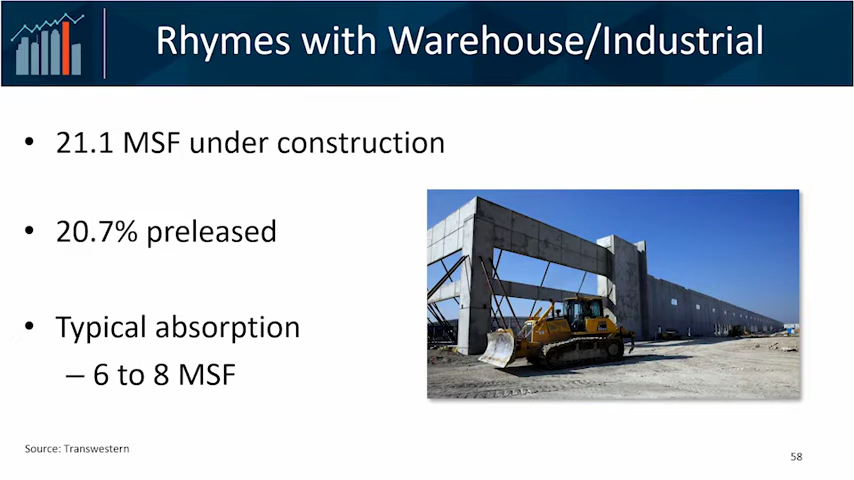 Rhymes with Warehouse/Industrial
• 21.1 MSF under construction
• 20.7% preleased
• Typical absorption
– 6 to 8 MSF
Source: Transwestern
58